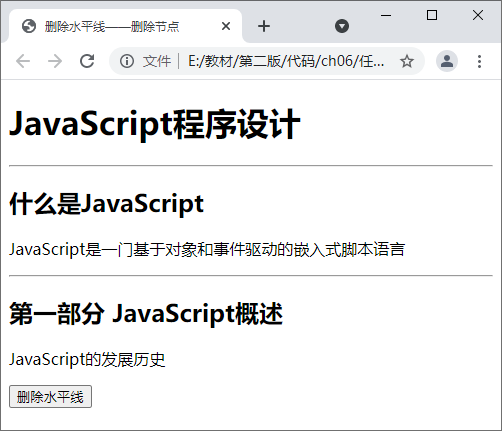 删除水平线——删除节点
文件 E:/教材/第二版/代码/ch06/任...
JavaScript程序设计
什么是JavaScript
JavaScript是一门基于对象和事件驱动的嵌入式脚本语言
第一部分 JavaScript概述
JavaScript的发展历史
删除水平线